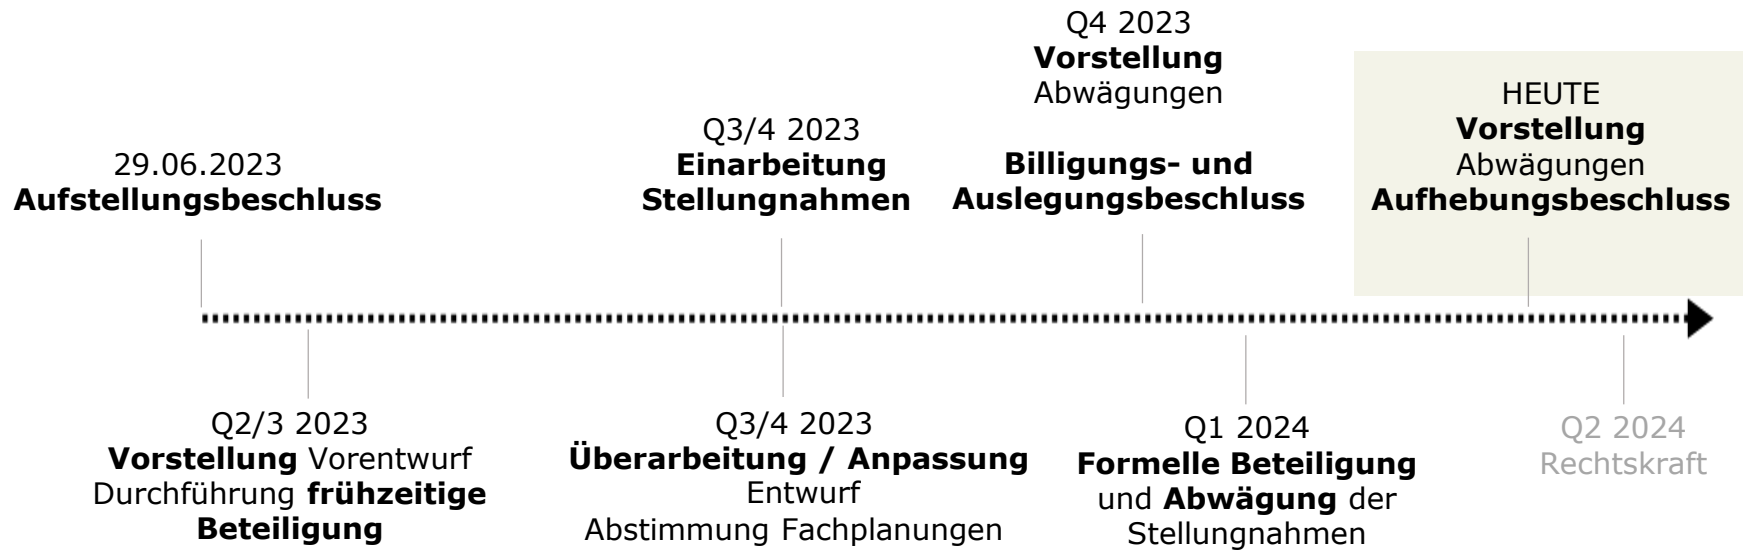 29.06.2023
Aufstellungsbeschluss
Q3/4 2023
Einarbeitung
Stellungnahmen
Q4 2023
Vorstellung
Abwägungen
Billigungs- und
Auslegungsbeschluss
HEUTE
Vorstellung
Abwägungen
Aufhebungsbeschluss
Q2/3 2023
Vorstellung Vorentwurf
Durchführung frühzeitige
Beteiligung
Q3/4 2023
Überarbeitung / Anpassung
Entwurf
Abstimmung Fachplanungen
Q1 2024
Formelle Beteiligung
und Abwägung der
Stellungnahmen
Q2 2024
Rechtskraft